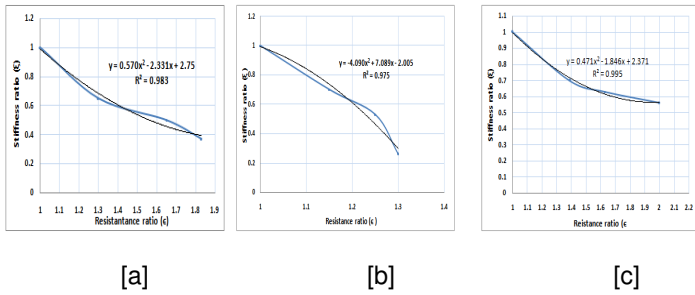 1.2
1
0.8
0.6
0.4
0.2
0
Stiffness ratio (ξ)
y = 0.570x² - 2.331x + 2.75
R² = 0.983
1 1.1 1.2 1.3 1.4 1.5 1.6 1.7 1.8 1.9
Resistantance ratio (ϵ)
[a]
1.2
1
0.8
0.6
0.4
0.2
0
Stiffness ratio (ξ)
y = -4.090x² + 7.089x - 2.005
R² = 0.975
1 1.1 1.2 1.3 1.4
Resistance ratio (ϵ)
[b]
1.1
1
0.9
0.8
0.7
0.6
0.5
0.4
0.3
0.2
0.1
0
Stiffness ratio (ξ)
y = 0.471x² - 1.846x + 2.371
R² = 0.995
1 1.1 1.2 1.3 1.4 1.5 1.6 1.7 1.8 1.9 2 2.1 2.2
Reistance ratio (ϵ
[c]